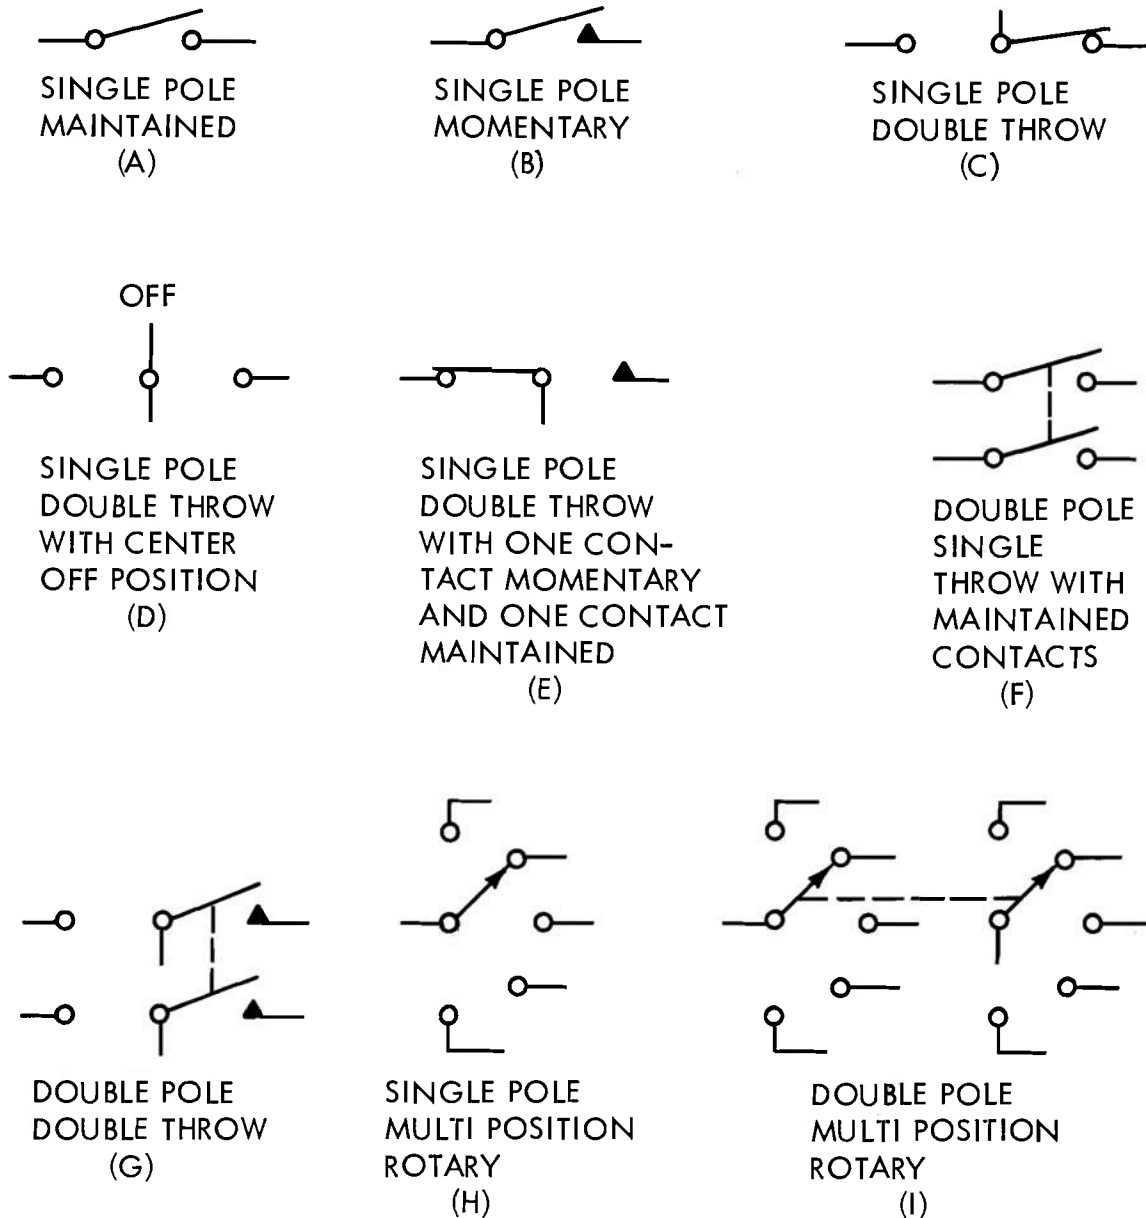 SINGLE POLE
MAINTAINED
(A)
SINGLE POLE
MOMENTARY
(B)
SINGLE POLE
DOUBLE THROW
(C)
OFF
SINGLE POLE
DOUBLE THROW
WITH CENTER
OFF POSITION
(D)
SINGLE POLE
DOUBLE THROW
WITH ONE CON-
TACT MOMENTARY
AND ONE CONTACT
MAINTAINED
(E)
DOUBLE POLE
SINGLE
THROW WITH
MAINTAINED
CONTACTS
(F)
DOUBLE POLE
DOUBLE THROW
(G)
SINGLE POLE
MULTI POSITION
ROTARY
(H)
DOUBLE POLE
MULTI POSITION
ROTARY
(I)